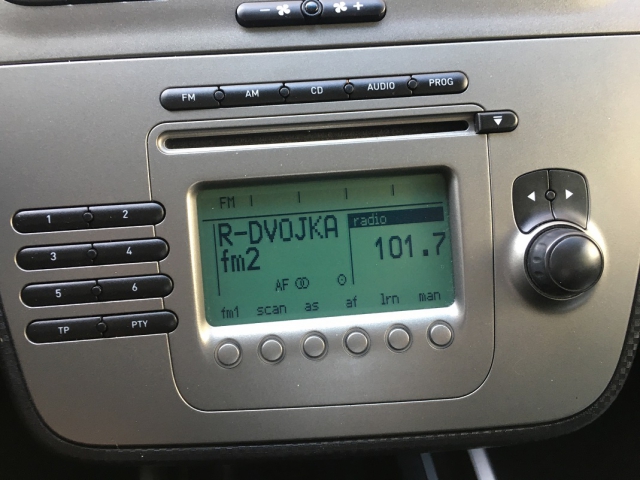 − +
FM AM CD AUDIO PROG
1 2
3 4
5 6
TP PTY
FM
R-DVOJKA
fm2
radio
101.7
AF
fm1 scan as af lrn man